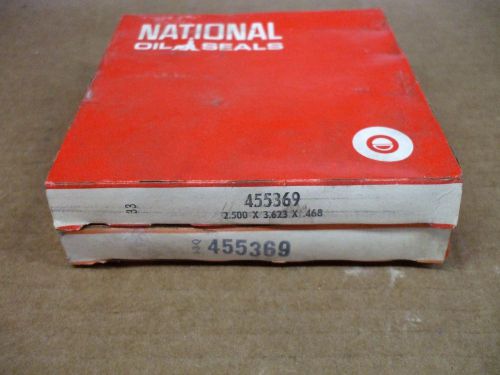 NATIONAL
OIL SEALS
33
455369
2.500 X 3.623 X .468
455369